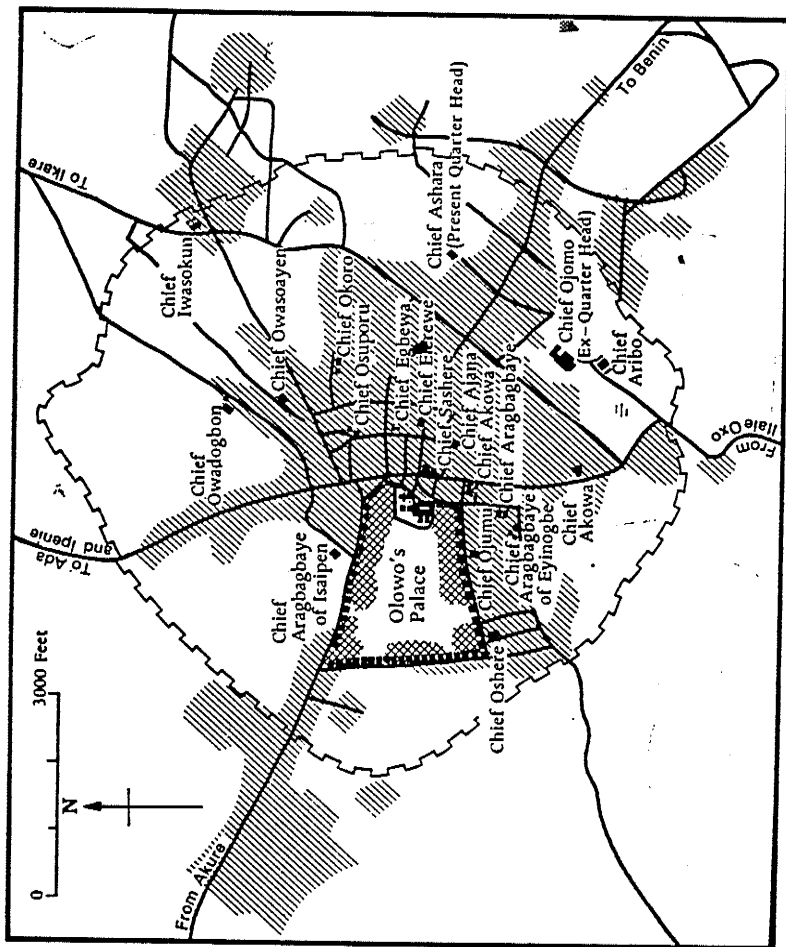 To Ikare
To Benin
To Ada
and Ipenie
From Akure
From
Ilale Oxo
0
3000 Feet
N
Chief
Iwasokun
Chief Owasoayen
Chief
Owadogbon
Chief Okoro
Chief Osuporu
Chief Egbewa
Chief
Chief Sashere
Chief Ajana
Chief Akowa
Chief Aragbagbaye
Chief Ashara
(Present Quarter Head)
Chief Ojomo
(Ex-Quarter Head)
Chief
Aribo
Chief
Aragbagbaye
of Isaipen
Olowo's
Palace
Chief Olumu
Chief
Aragbagbaye
of Eyinogbe
Chief
Akowa
Chief Oshere